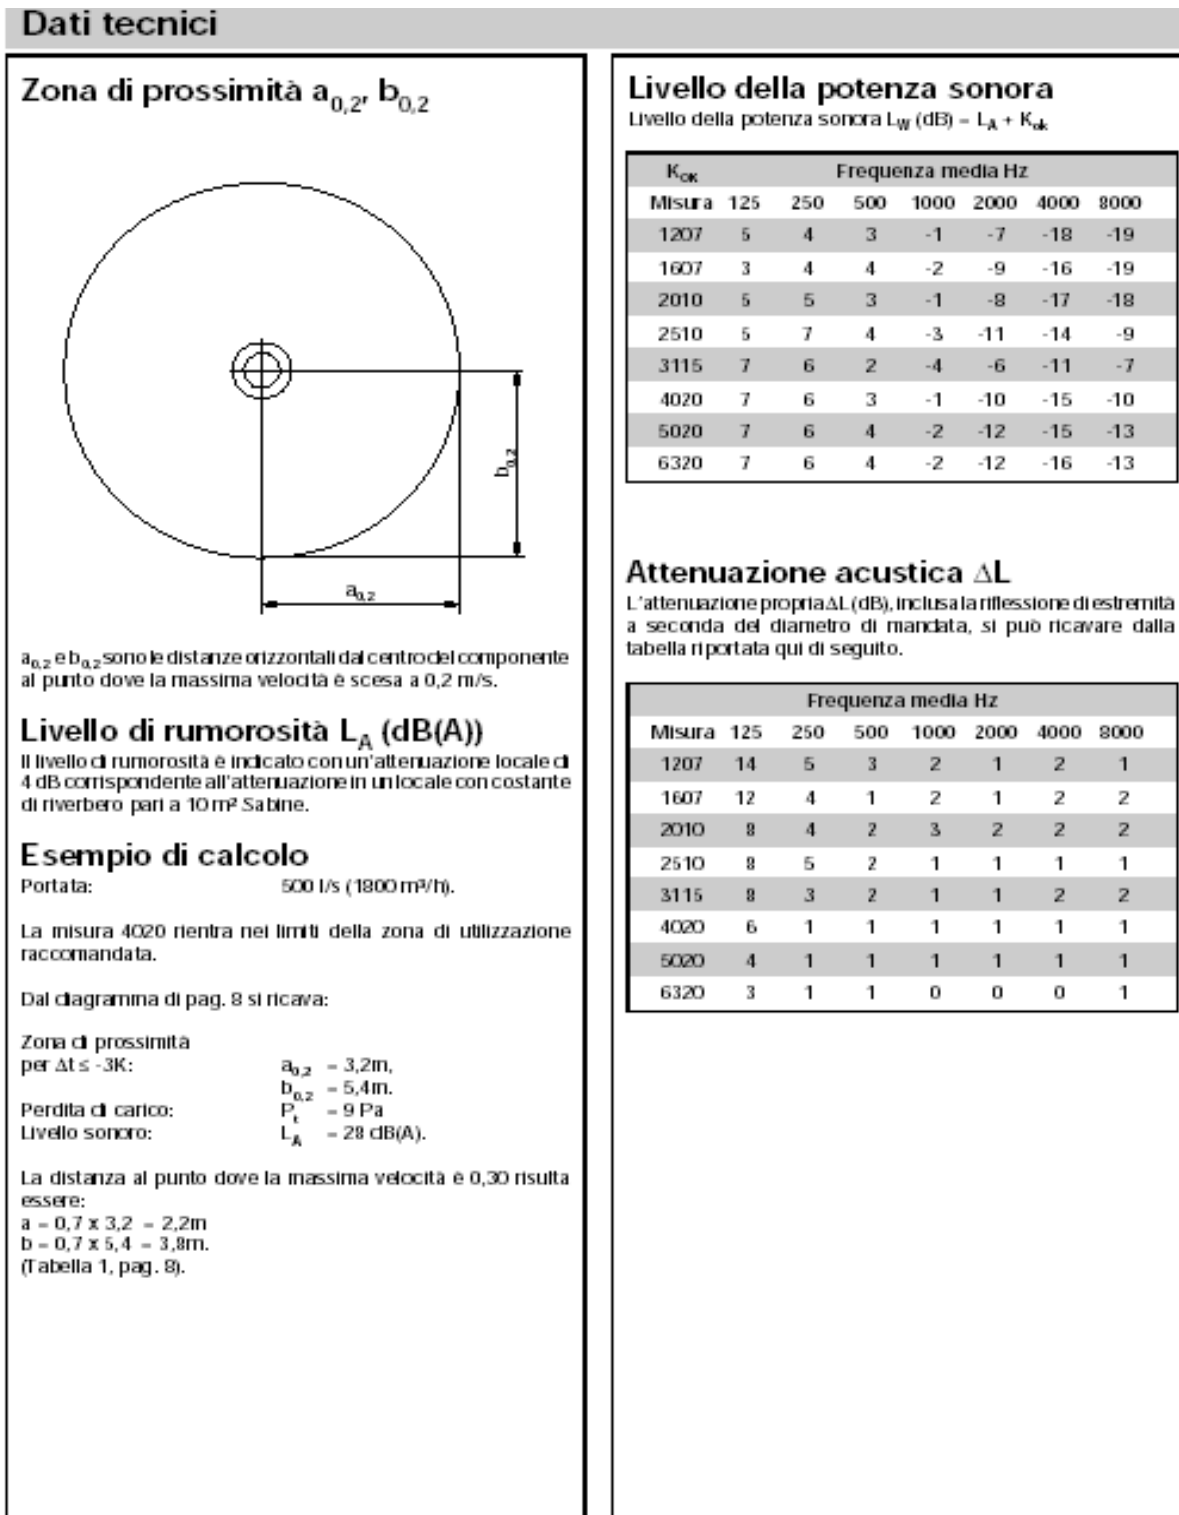 Dati tecnici
Zona di prossimità a0,2, b0,2
b0,2
a0,2
a0,2 e b0,2 sono le distanze orizzontali dal centro del componente
al punto dove la massima velocità è scesa a 0,2 m/s.
Livello di rumorosità LA (dB(A))
Il livello di rumorosità è indicato con un'attenuazione locale di
4 dB corrispondente all'attenuazione in un locale con costante
di riverbero pari a 10 m² Sabine.
Esempio di calcolo
Portata: 500 l/s (1800 m³/h).
La misura 4020 rientra nei limiti della zona di utilizzazione
raccomandata.
Dal diagramma di pag. 8 si ricava:
Zona di prossimità
per Δt ≤ -3K: a0,2 = 3,2m,
b0,2 = 5,4m.
Perdita di carico: Pt = 9 Pa
Livello sonoro: LA = 28 dB(A).
La distanza al punto dove la massima velocità è 0,30 risulta
essere:
a = 0,7 x 3,2 = 2,2m
b = 0,7 x 5,4 = 3,8m.
(Tabella 1, pag. 8).
Livello della potenza sonora
Livello della potenza sonora LW (dB) = LA + Kok
KOK Frequenza media Hz
Misura 125 250 500 1000 2000 4000 8000
1207 5 4 3 -1 -7 -18 -19
1607 3 4 4 -2 -9 -16 -19
2010 5 5 3 -1 -8 -17 -18
2510 5 7 4 -3 -11 -14 -9
3115 7 6 2 -4 -6 -11 -7
4020 7 6 3 -1 -10 -15 -10
5020 7 6 4 -2 -12 -15 -13
6320 7 6 4 -2 -12 -16 -13
Attenuazione acustica ΔL
L'attenuazione propria ΔL (dB), inclusa la riflessione di estremità
a seconda del diametro di mandata, si può ricavare dalla
tabella riportata qui di seguito.
Frequenza media Hz
Misura 125 250 500 1000 2000 4000 8000
1207 14 5 3 2 1 2 1
1607 12 4 1 2 1 2 2
2010 8 4 2 3 2 2 2
2510 8 5 2 1 1 1 1
3115 8 3 2 1 1 2 2
4020 6 1 1 1 1 1 1
5020 4 1 1 1 1 1 1
6320 3 1 1 0 0 0 1